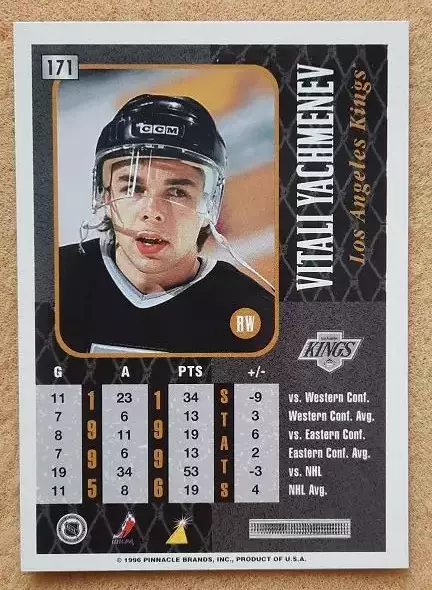 171
VITALI YACHMENEV
Los Angeles Kings
CCM
RW
KINGS
G A PTS +/-
11 23 34 -9 vs. Western Conf.
7 6 13 3 Western Conf. Avg.
8 11 19 6 vs. Eastern Conf.
7 6 13 2 Eastern Conf. Avg.
19 34 53 -3 vs. NHL
11 8 19 4 NHL Avg.
1995
1996
STATS
NHL
NHLPA
© 1996 PINNACLE BRANDS, INC., PRODUCT OF U.S.A.